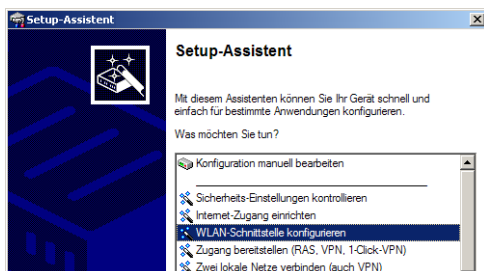 Setup-Assistent
Setup-Assistent
Mit diesem Assistenten können Sie Ihr Gerät schnell und
einfach für bestimmte Anwendungen konfigurieren.
Was möchten Sie tun?
Konfiguration manuell bearbeiten
Sicherheits-Einstellungen kontrollieren
Internet-Zugang einrichten
WLAN-Schnittstelle konfigurieren
Zugang bereitstellen (RAS, VPN, 1-Click-VPN)
Zwei lokale Netze verbinden (auch VPN)